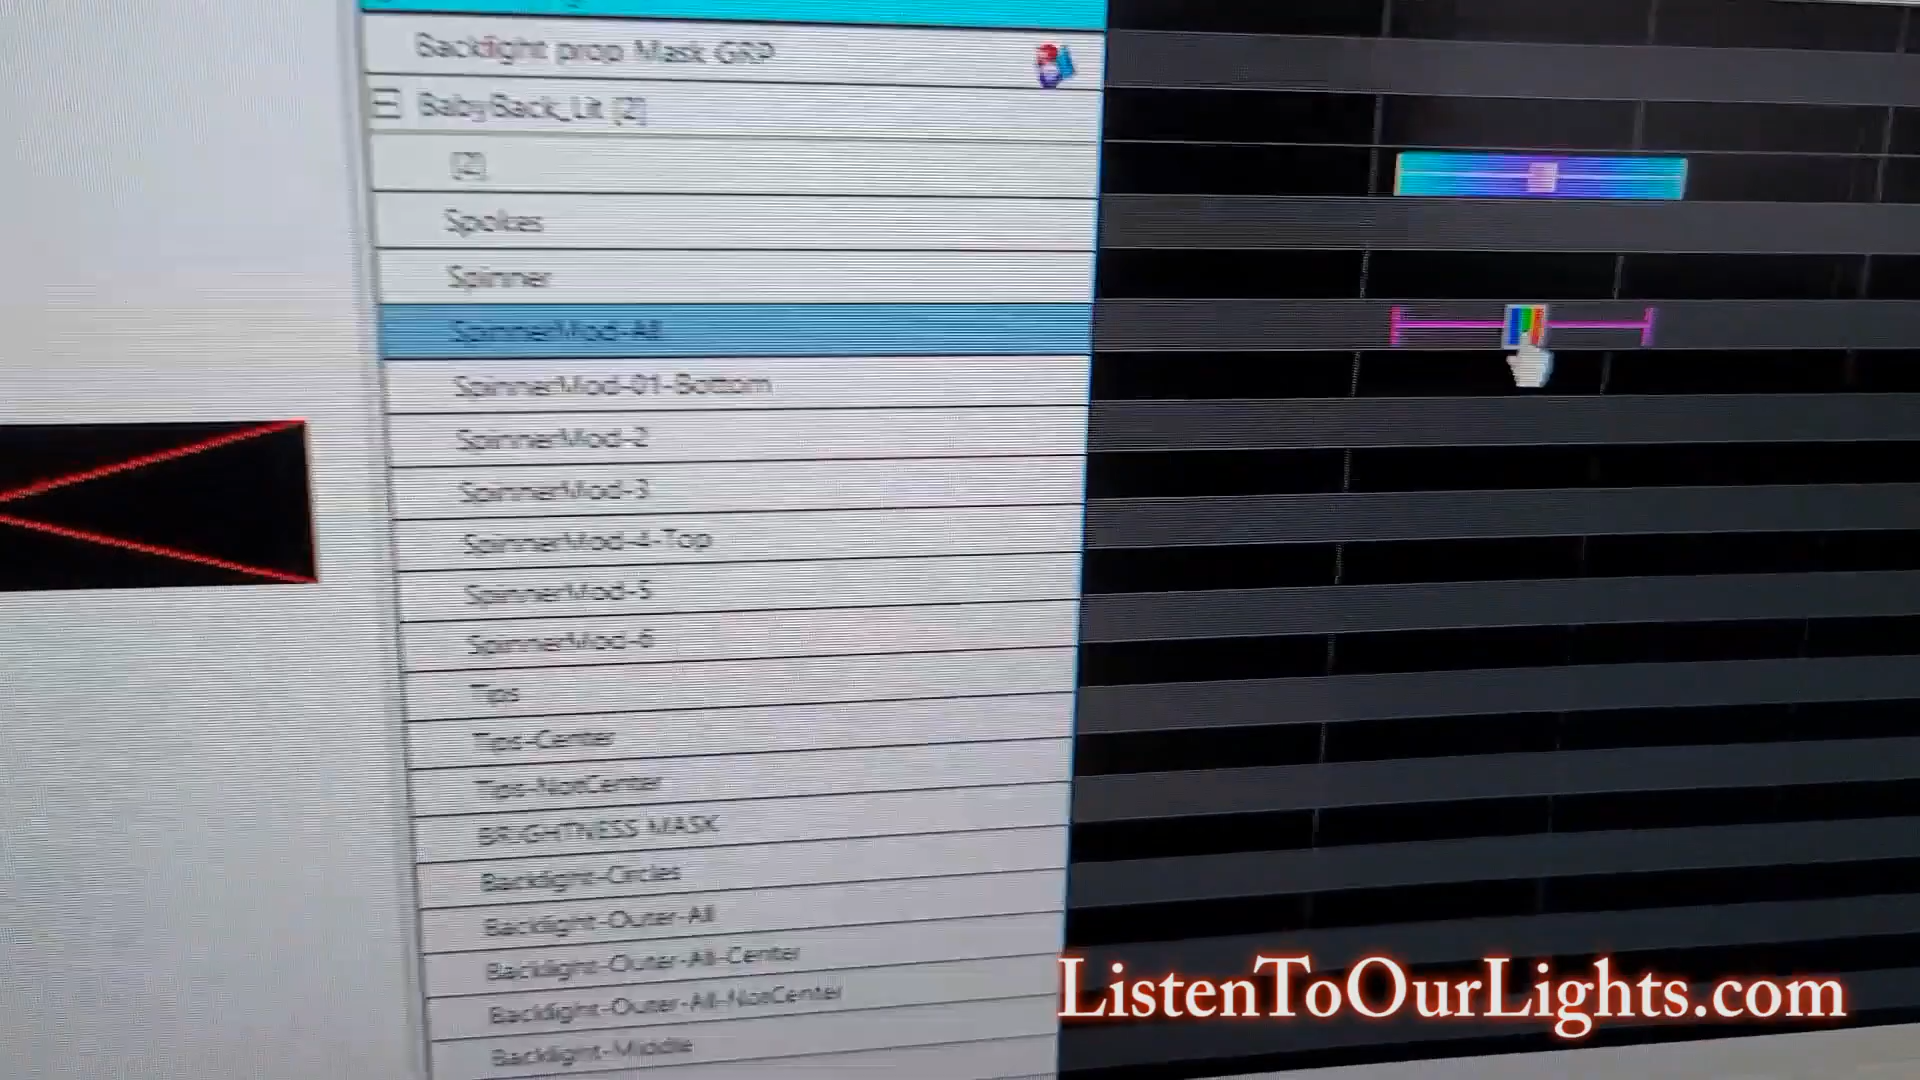 Backlight prop Mask GRP
BabyBack_Lit [2]
[2]
Spokes
Spinner
SpinnerMod-All
SpinnerMod-01-Bottom
SpinnerMod-2
SpinnerMod-3
SpinnerMod-4-Top
SpinnerMod-5
SpinnerMod-6
Tips
Tips-Center
Tips-NotCenter
BRIGHTNESS MASK
Backlight-Circles
Backlight-Outer-All
Backlight-Outer-All-Center
Backlight-Outer-All-NotCenter
Backlight-Middle
ListenToOurLights.com